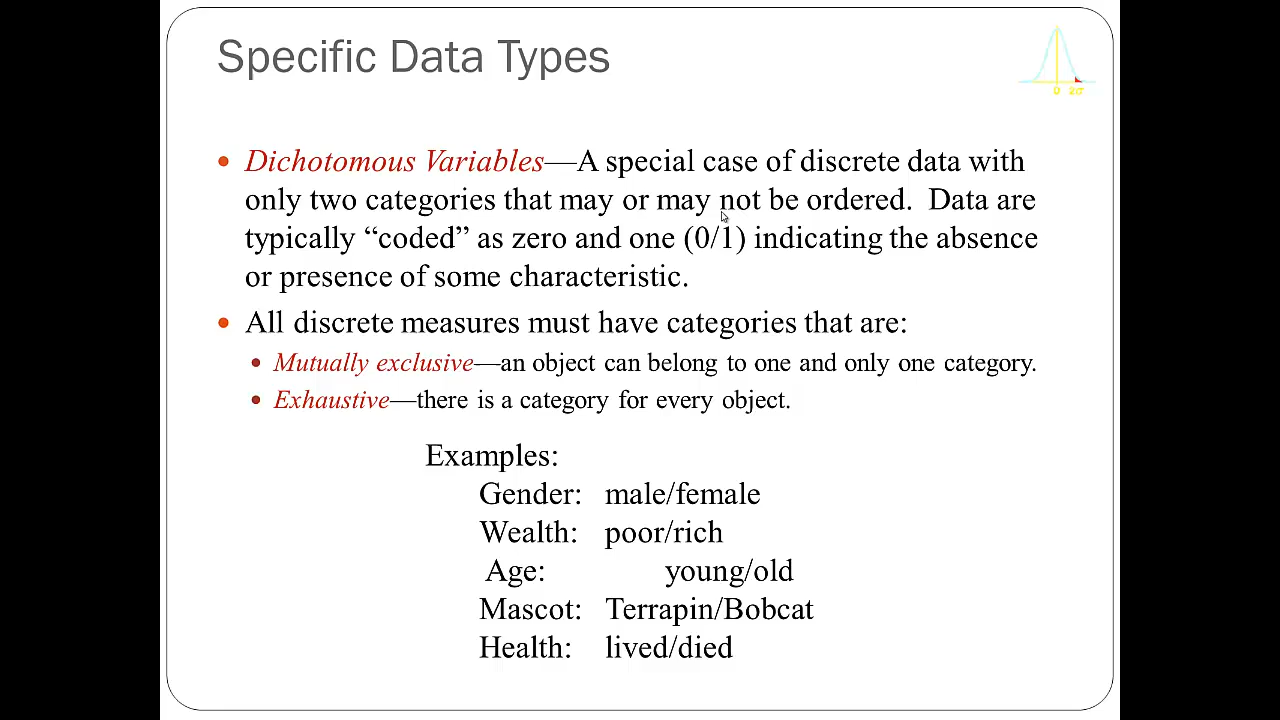 Specific Data Types
0 2σ
• Dichotomous Variables—A special case of discrete data with
only two categories that may or may not be ordered. Data are
typically “coded” as zero and one (0/1) indicating the absence
or presence of some characteristic.
• All discrete measures must have categories that are:
• Mutually exclusive—an object can belong to one and only one category.
• Exhaustive—there is a category for every object.
Examples:
Gender: male/female
Wealth: poor/rich
Age: young/old
Mascot: Terrapin/Bobcat
Health: lived/died